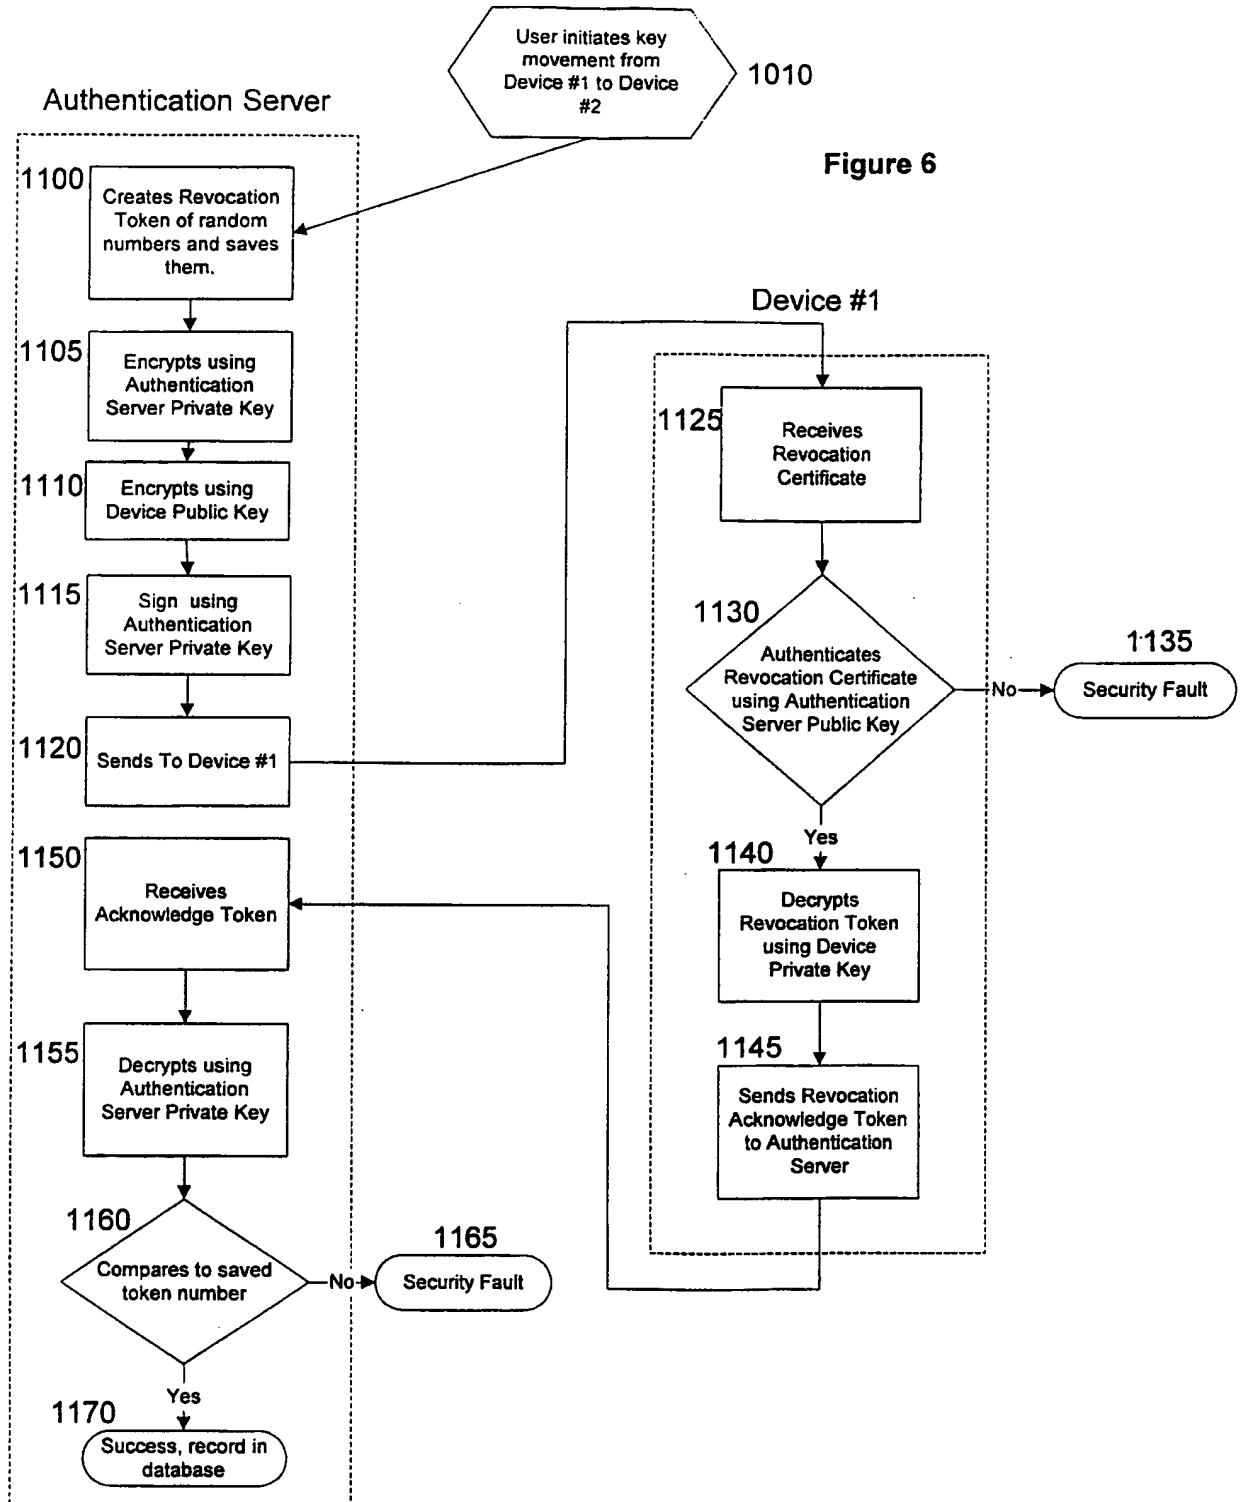 User initiates key
movement from
Device #1 to Device
#2
1010
Authentication Server
Figure 6
1100
Creates Revocation
Token of random
numbers and saves
them.
1105
Encrypts using
Authentication
Server Private Key
1110
Encrypts using
Device Public Key
1115
Sign using
Authentication
Server Private Key
1120
Sends To Device #1
Device #1
1125
Receives
Revocation
Certificate
1130
Authenticates
Revocation Certificate
using Authentication
Server Public Key
No
1135
Security Fault
Yes
1140
Decrypts
Revocation Token
using Device
Private Key
1145
Sends Revocation
Acknowledge Token
to Authentication
Server
1150
Receives
Acknowledge Token
1155
Decrypts using
Authentication
Server Private Key
1160
Compares to saved
token number
No
1165
Security Fault
Yes
1170
Success, record in
database